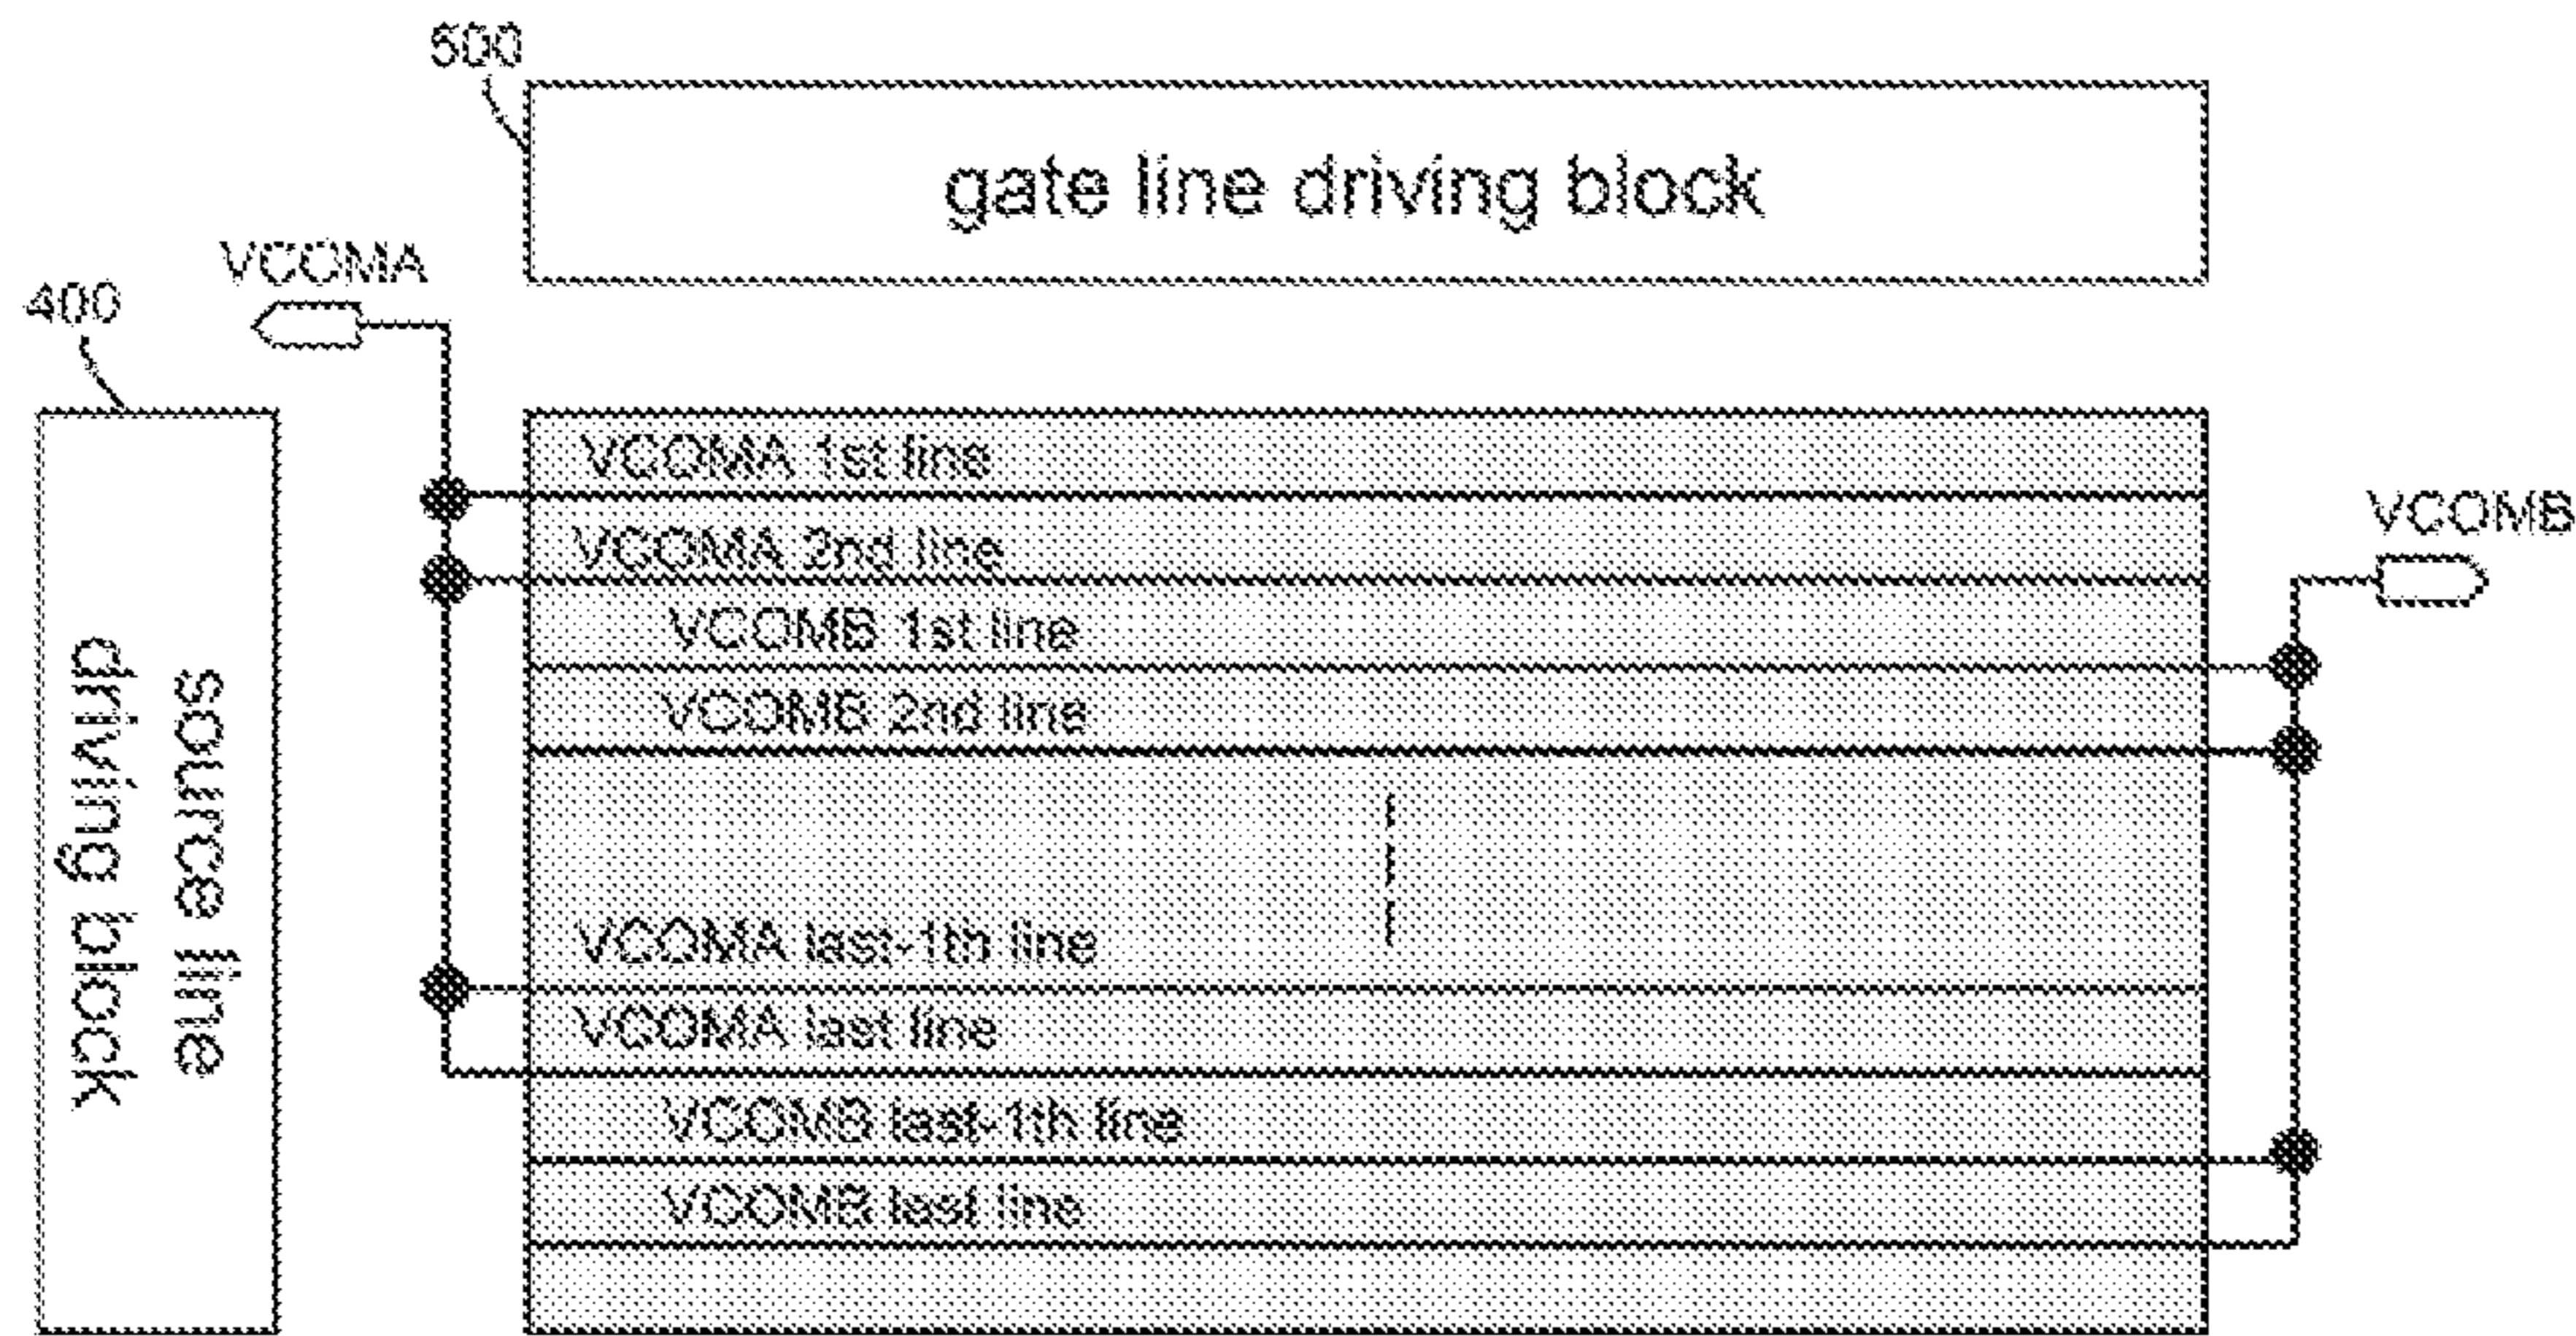 500
gate line driving block
VCOMA
400
VCOMA 1st line
VCOMA 2nd line
VCOMB
VCOMB 1st line
VCOMB 2nd line
source line
driving block
VCOMA last-1th line
VCOMA last line
VCOMB last-1th line
VCOMB last line